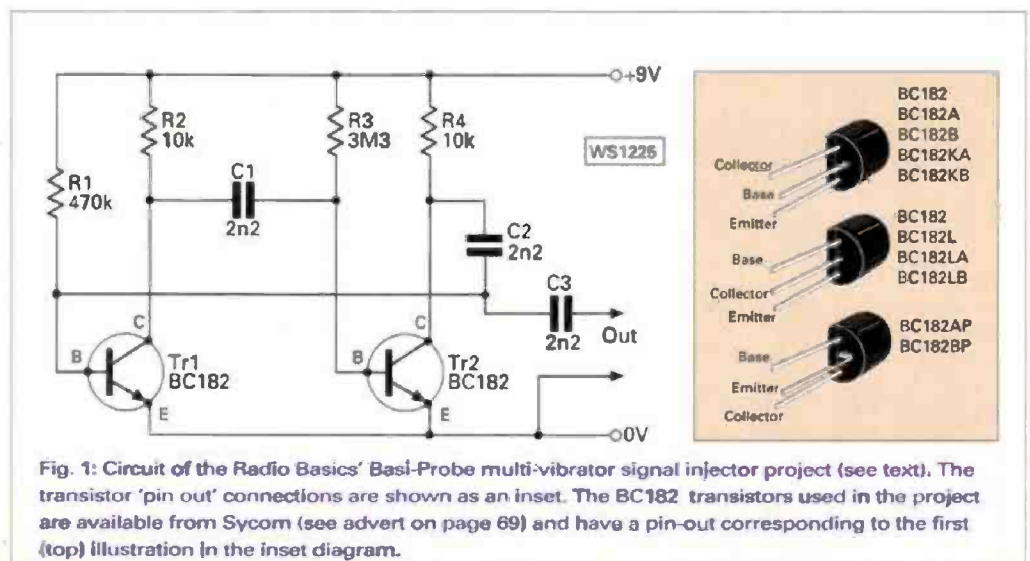 +9V
R2
10k
R3
3M3
R4
10k
WS1225
R1
470k
C1
2n2
C2
2n2
C3
2n2
Out
C
B
Tr1
BC182
E
C
B
Tr2
BC182
E
0V
BC182
BC182A
BC182B
BC182KA
BC182KB
Collector
Base
Emitter
BC182
BC182L
BC182LA
BC182LB
Base
Collector
Emitter
BC182AP
BC182BP
Base
Emitter
Collector
Fig. 1: Circuit of the Radio Basics' Basi-Probe multi-vibrator signal injector project (see text). The
transistor 'pin out' connections are shown as an inset. The BC182 transistors used in the project
are available from Sycom (see advert on page 69) and have a pin-out corresponding to the first
(top) illustration in the inset diagram.